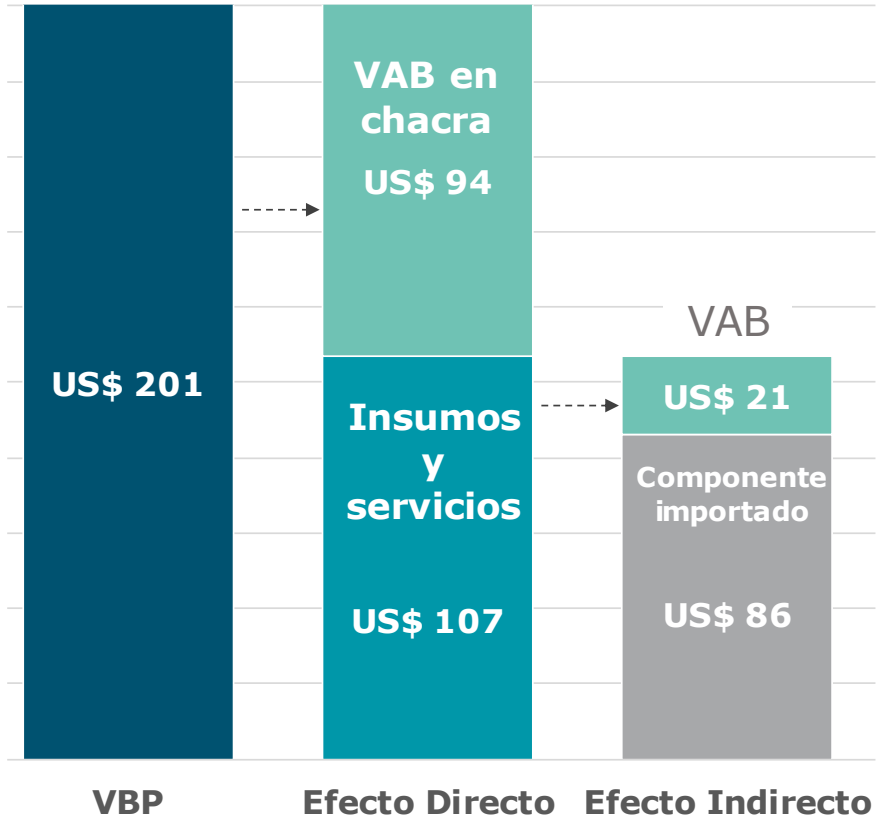 VAB en
chacra
US$ 94
VAB
US$ 201
US$ 21
Insumos
y
servicios
Componente
importado
US$ 107
US$ 86
VBP
Efecto Directo
Efecto Indirecto